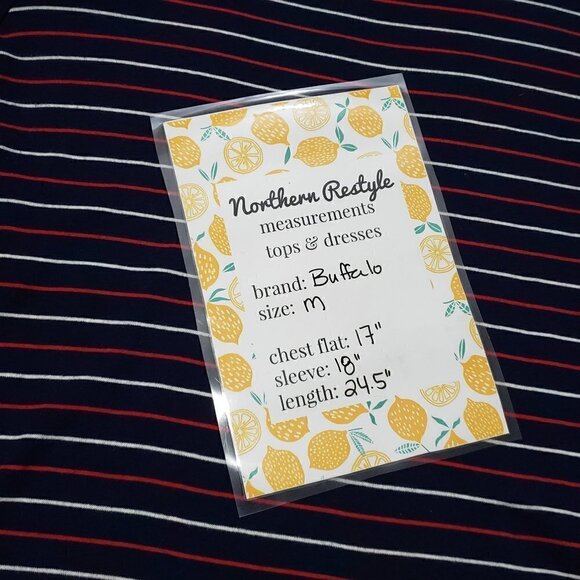 Northern Restyle
measurements
tops & dresses
brand: Buffalo
size: M
chest flat: 17"
sleeve: 18"
length: 24.5"